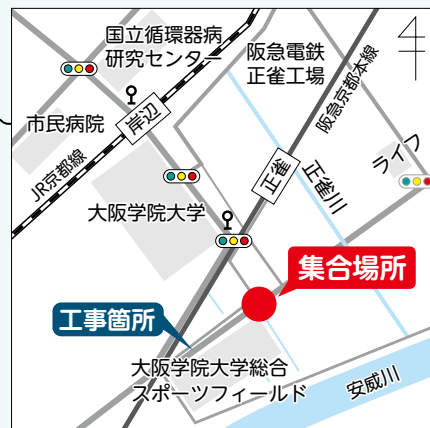 国立循環器病
研究センター
阪急電鉄
正雀工場
阪急京都本線
市民病院
岸辺
JR京都線
ライフ
正雀
正雀川
大阪学院大学
集合場所
工事箇所
大阪学院大学総合
スポーツフィールド
安威川